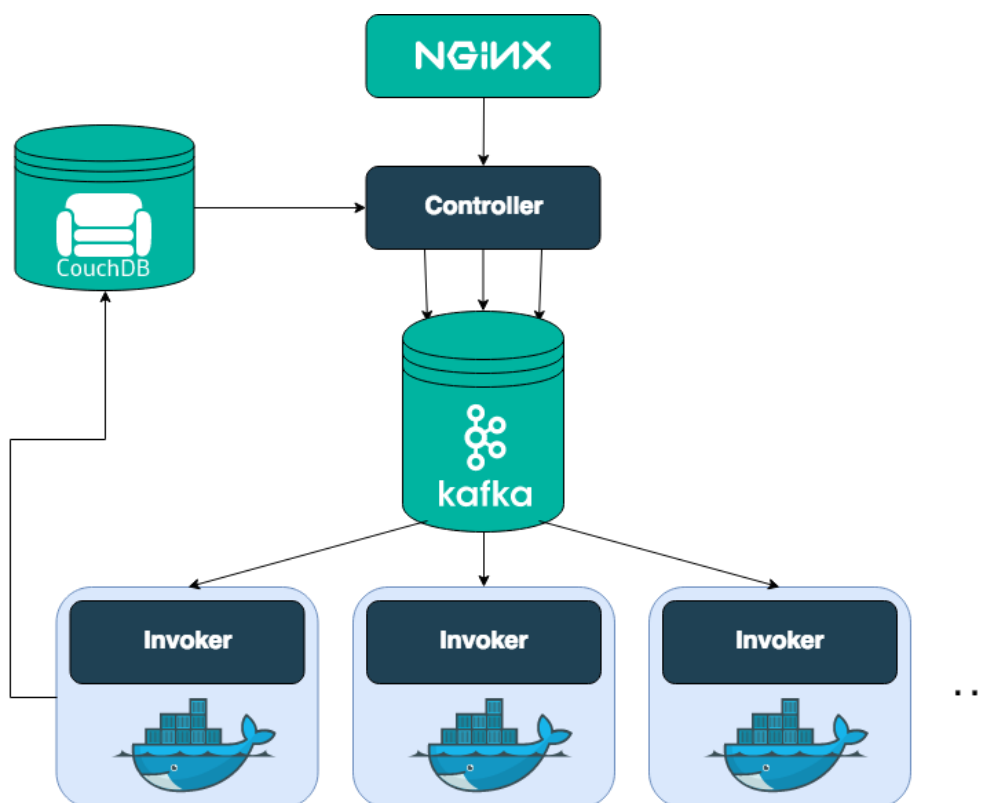 NGiNX
Controller
CouchDB
kafka
Invoker
Invoker
Invoker
..